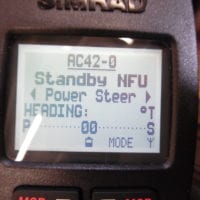 SIMRAD
AC42-0
Standby NFU
Power Steer
HEADING: °T
P 00 S
MODE